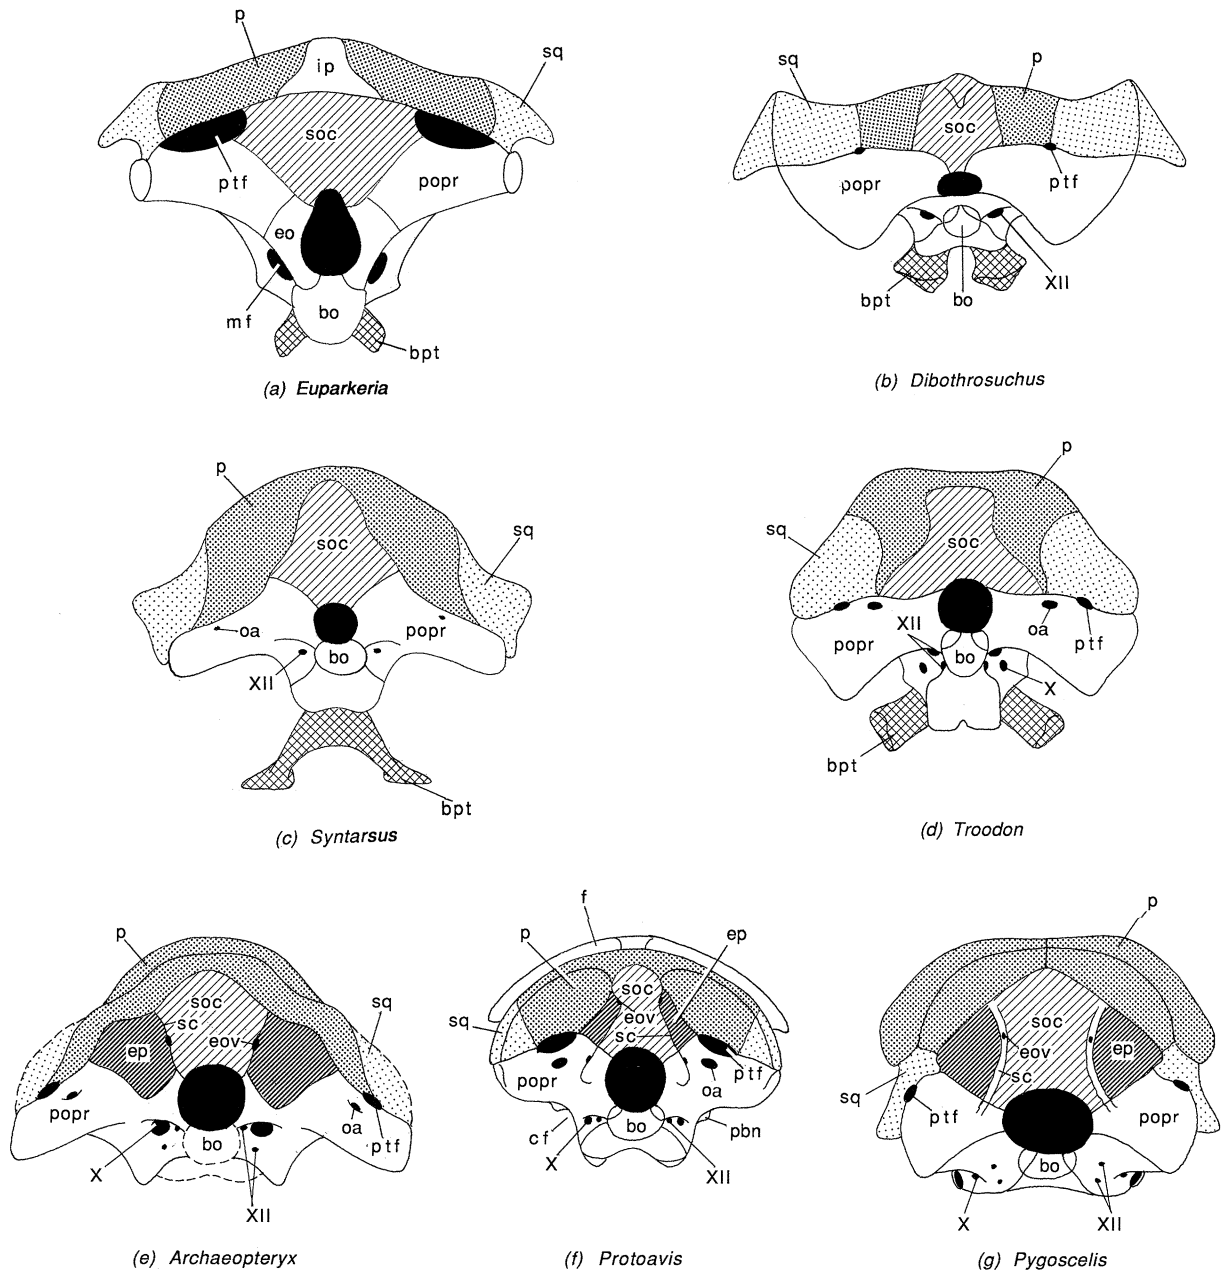 p
sq
ip
soc
ptf
popr
eo
mf
bo
bpt
(a) Euparkeria
sq
p
soc
popr
ptf
bpt
bo
XII
(b) Dibothrosuchus
p
sq
soc
oa
popr
XII
bo
bpt
(c) Syntarsus
p
sq
soc
XII
oa
popr
bo
ptf
X
bpt
(d) Troodon
p
soc
sq
sc
ep
eov
popr
oa
bo
ptf
X
XII
(e) Archaeopteryx
f
p
ep
soc
eov
sq
sc
popr
ptf
oa
cf
bo
pbn
X
XII
(f) Protoavis
p
soc
eov
ep
sc
sq
ptf
popr
bo
X
XII
(g) Pygoscelis